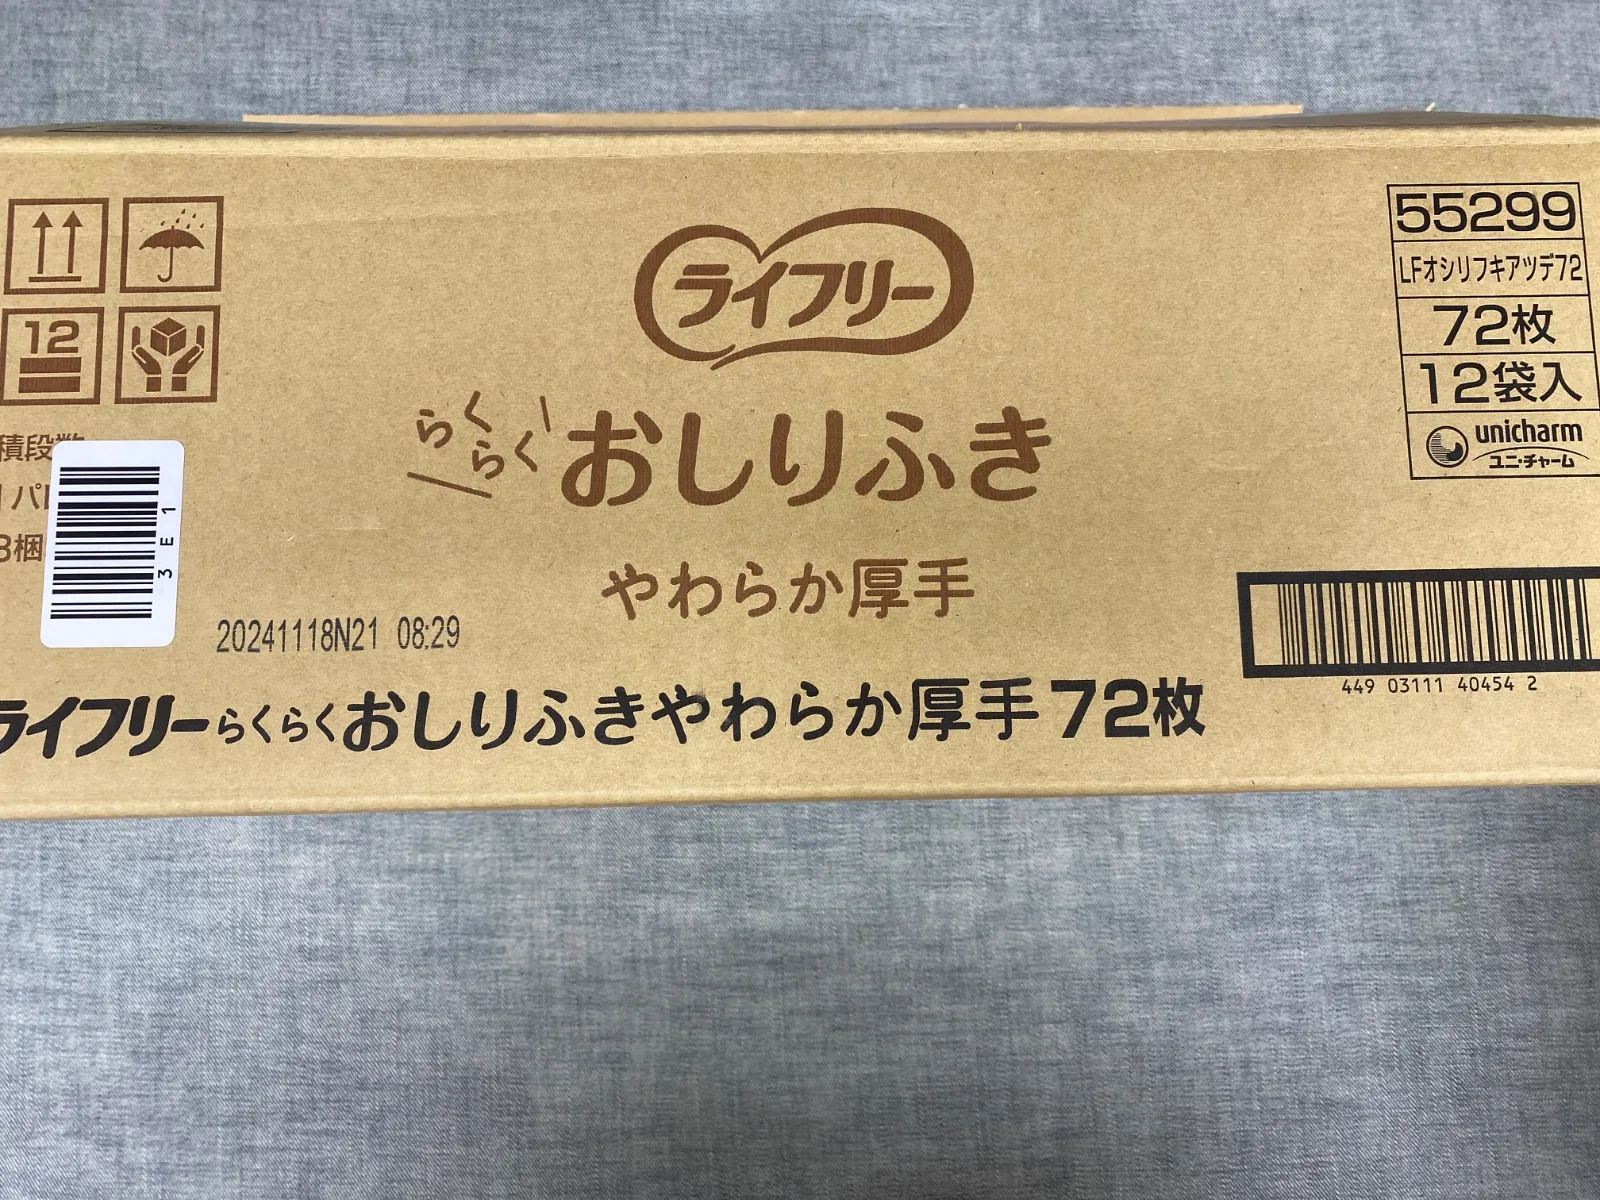 12
積段数
パレ
梱
3E1
20241118N21 08:29
ライフリー
らくらく おしりふき
やわらか厚手
ライフリーらくらくおしりふきやわらか厚手72枚
55299
LFオシリフキアツデ72
72枚
12袋入
unicharm
ユニ・チャーム
449 03111 40454 2